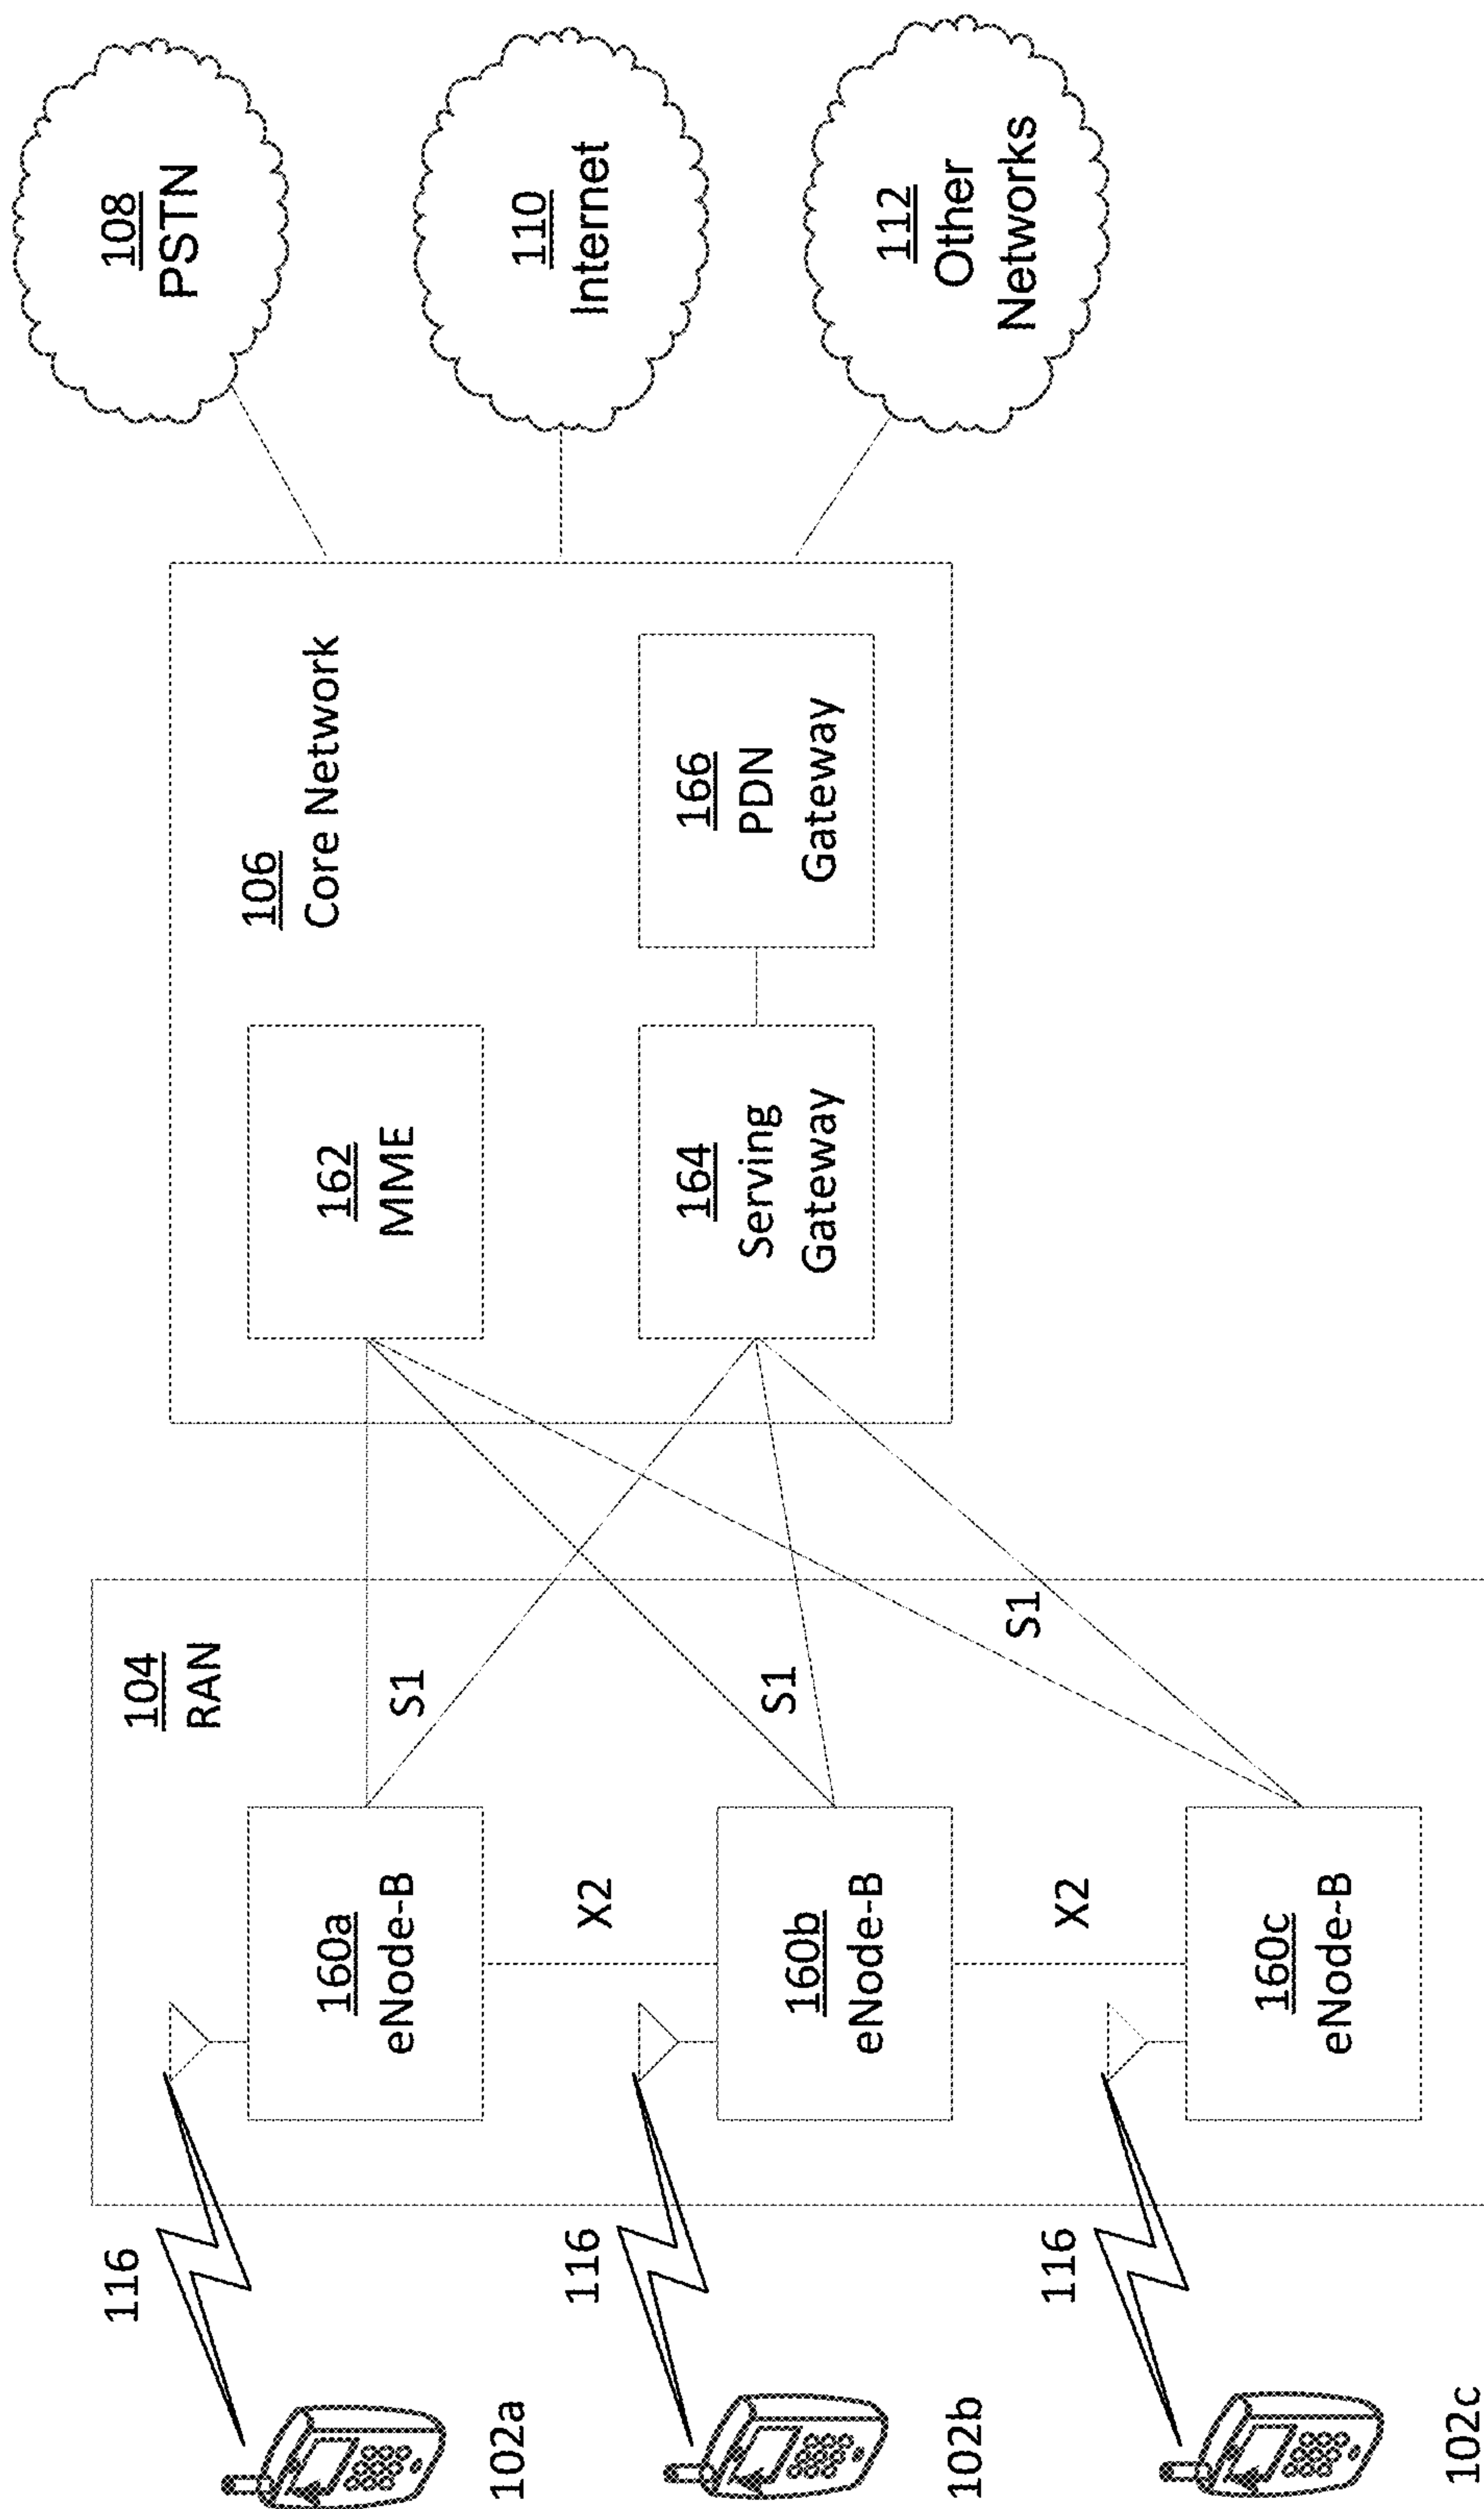 116
102a
116
102b
116
102c
104
RAN
160a
eNode-B
X2
160b
eNode-B
X2
160c
eNode-B
S1
S1
S1
106
Core Network
162
MME
164
Serving
Gateway
166
PDN
Gateway
108
PSTN
110
Internet
112
Other
Networks